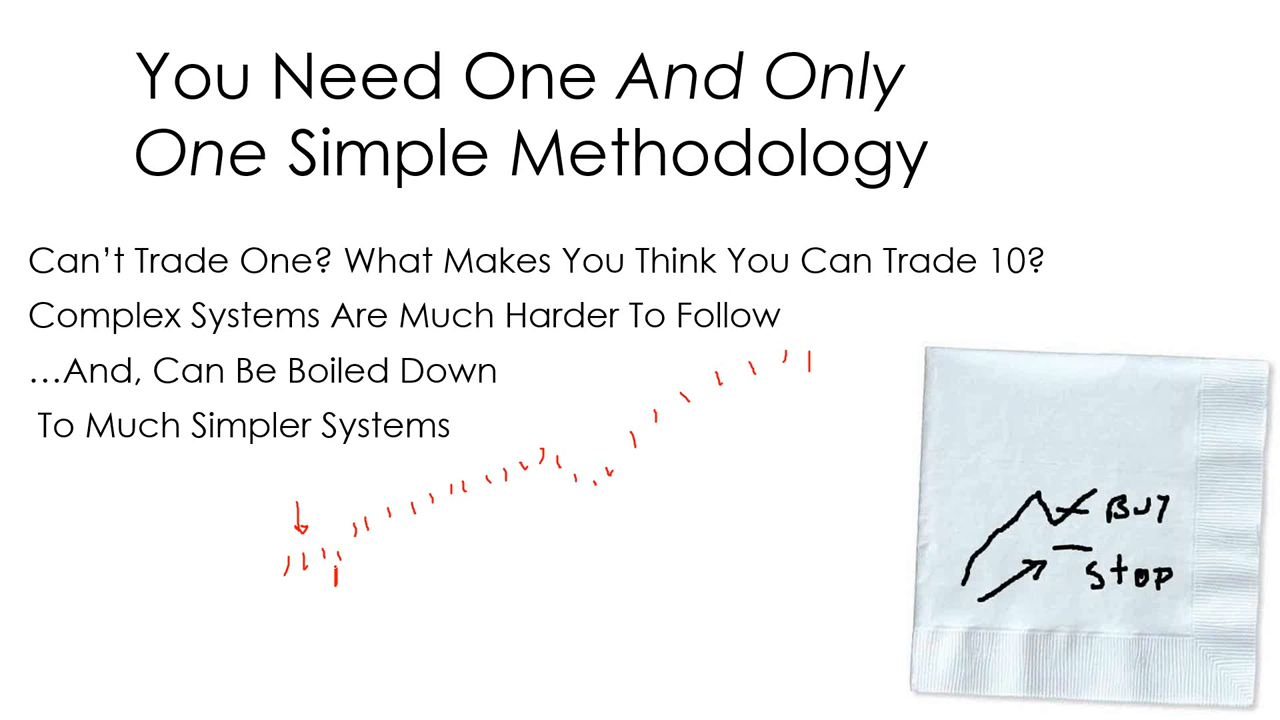 You Need One And Only
One Simple Methodology
Can’t Trade One? What Makes You Think You Can Trade 10?
Complex Systems Are Much Harder To Follow
…And, Can Be Boiled Down
To Much Simpler Systems
BUY
Stop